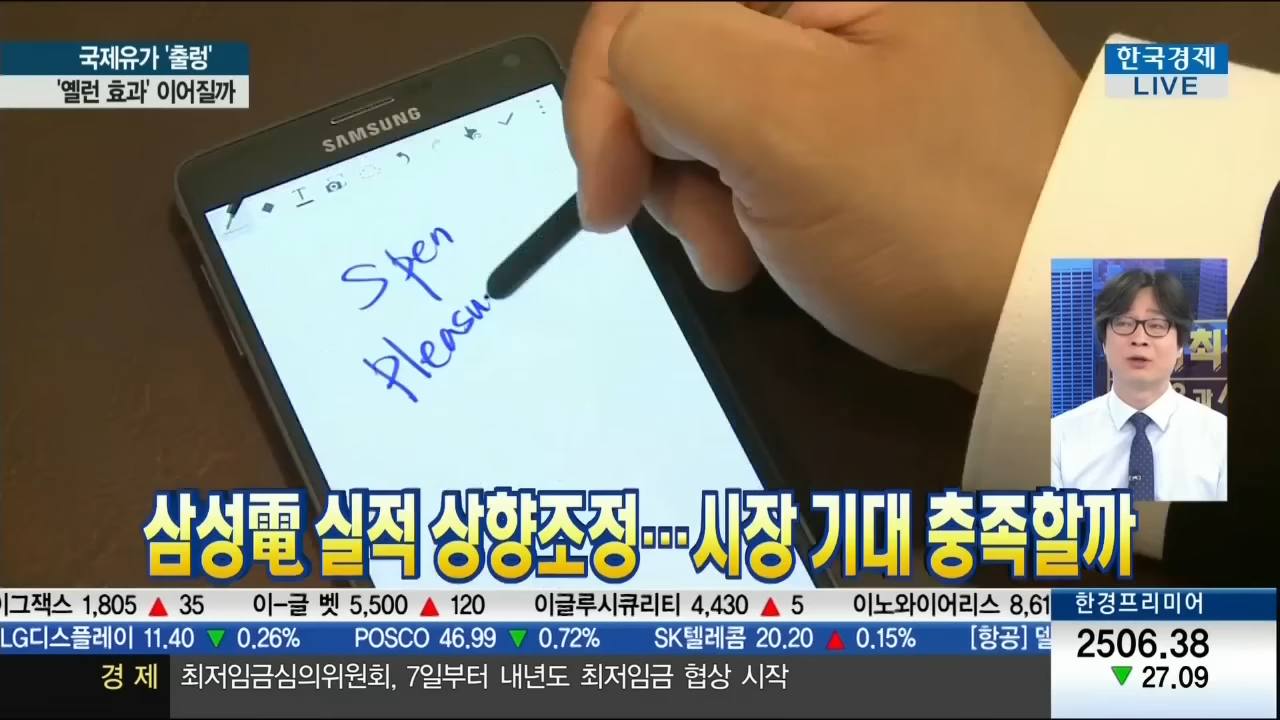 국제유가 '출렁'
'옐런 효과' 이어질까
한국경제
LIVE
SAMSUNG
T
S pen
pleasu
최
과
삼성電 실적 상향조정…시장 기대 충족할까
이그잭스 1,805 ▲ 35 이-글 벳 5,500 ▲ 120 이글루시큐리티 4,430 ▲ 5 이노와이어리스 8,61
LG디스플레이 11.40 ▼ 0.26% POSCO 46.99 ▼ 0.72% SK텔레콤 20.20 ▲ 0.15% [항공] 델
한경프리미어
2506.38
▼ 27.09
경 제 최저임금심의위원회, 7일부터 내년도 최저임금 협상 시작